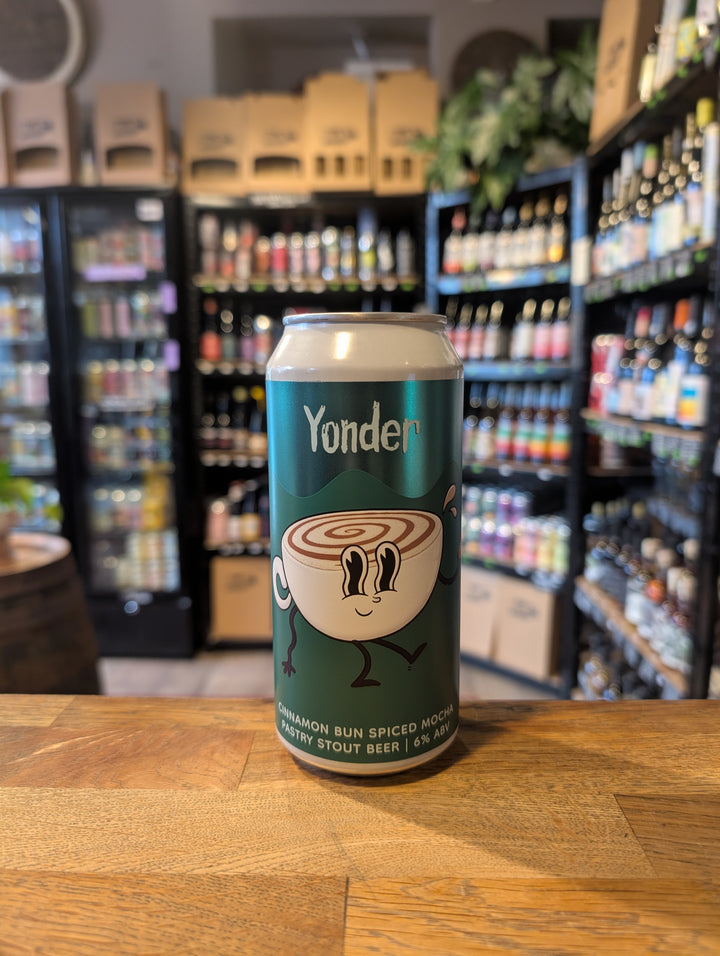 Yonder
CINNAMON BUN SPICED MOCHA
PASTRY STOUT BEER | 6% ABV